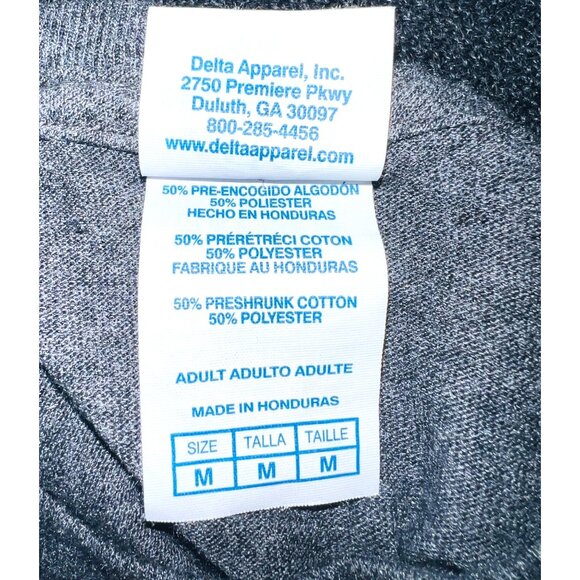 Delta Apparel, Inc.
2750 Premiere Pkwy
Duluth, GA 30097
800-285-4456
www.deltaapparel.com
50% PRE-ENCOGIDO ALGODÓN
50% POLIESTER
HECHO EN HONDURAS
50% PRÉRÉTRÉCI COTON
50% POLYESTER
FABRIQUE AU HONDURAS
50% PRESHRUNK COTTON
50% POLYESTER
ADULT ADULTO ADULTE
MADE IN HONDURAS
SIZE TALLA TAILLE
M M M